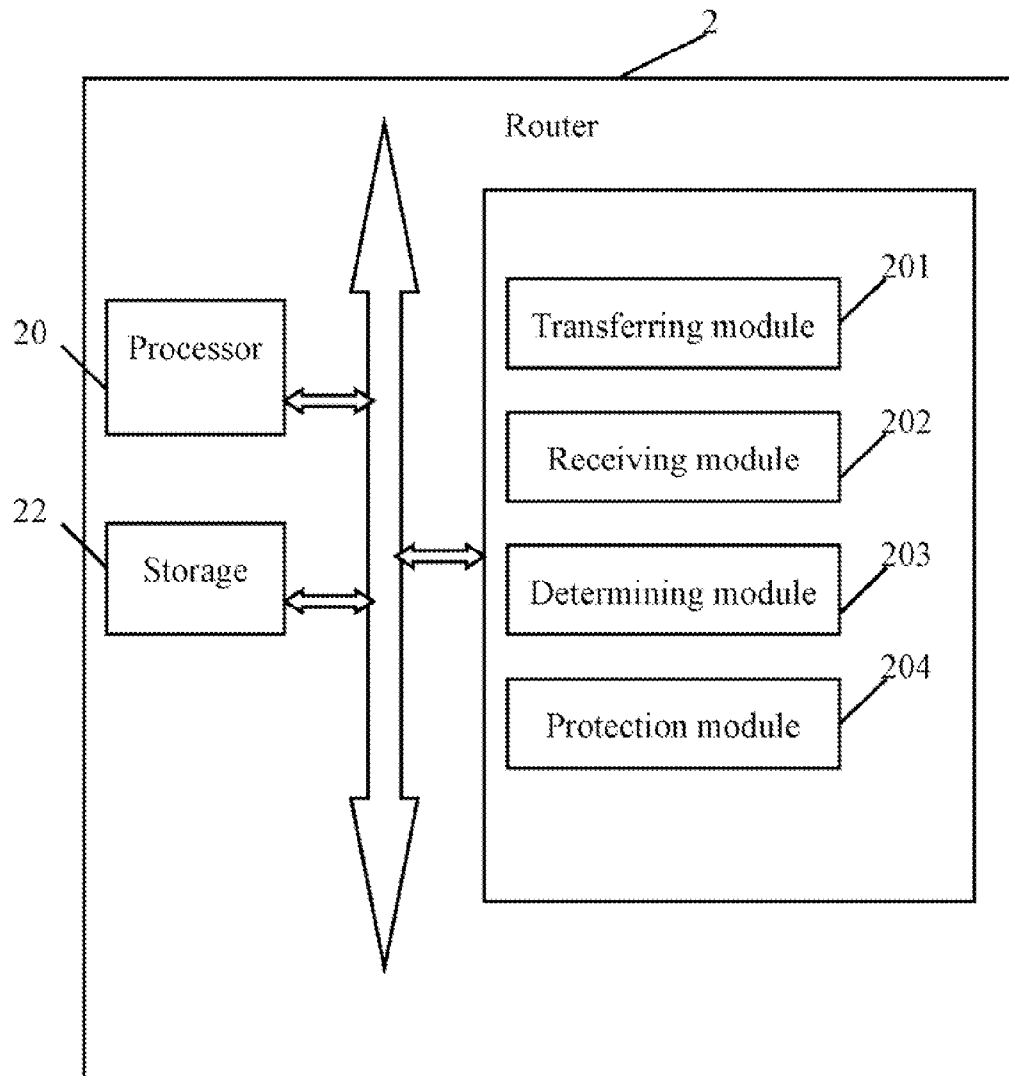 2
Router
201
Transferring module
20
Processor
202
Receiving module
22
Storage
203
Determining module
204
Protection module